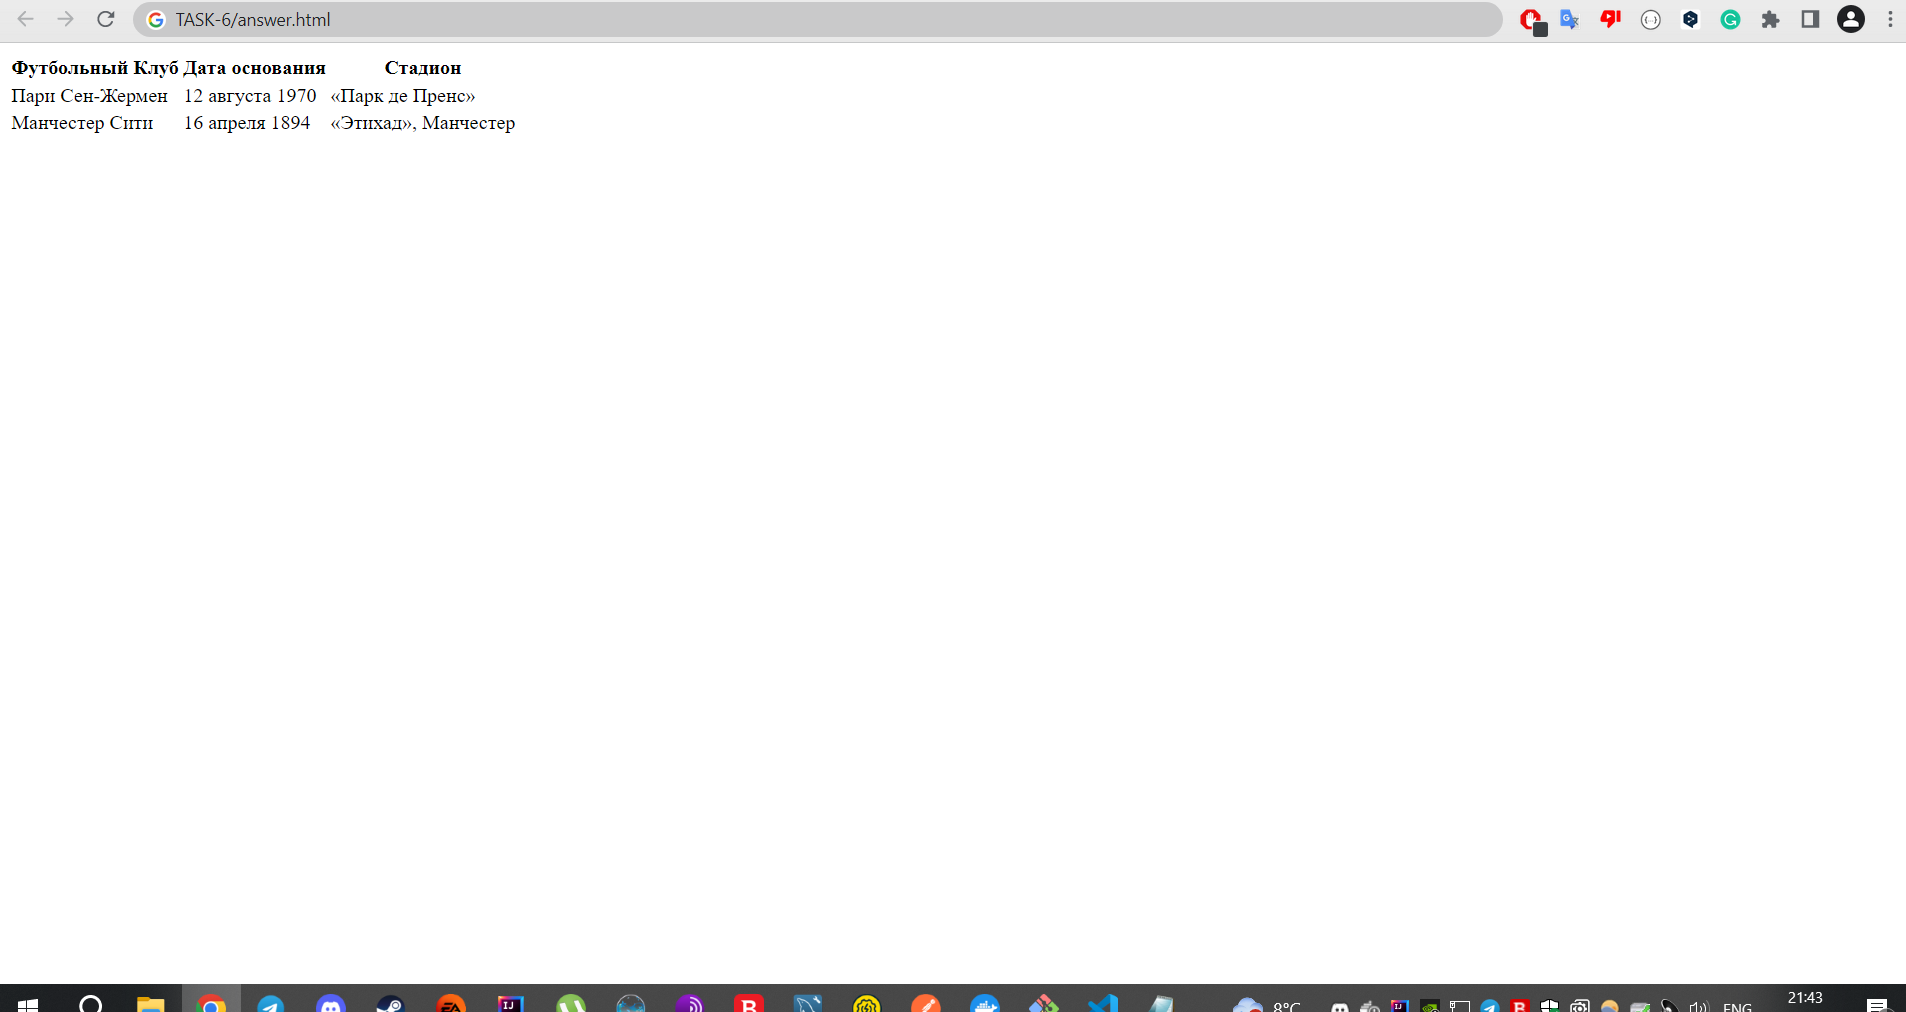 TASK-6/answer.html
Футбольный Клуб Дата основания Стадион
Пари Сен-Жермен 12 августа 1970 «Парк де Пренс»
Манчестер Сити 16 апреля 1894 «Этихад», Манчестер
8°C ENG 21:43